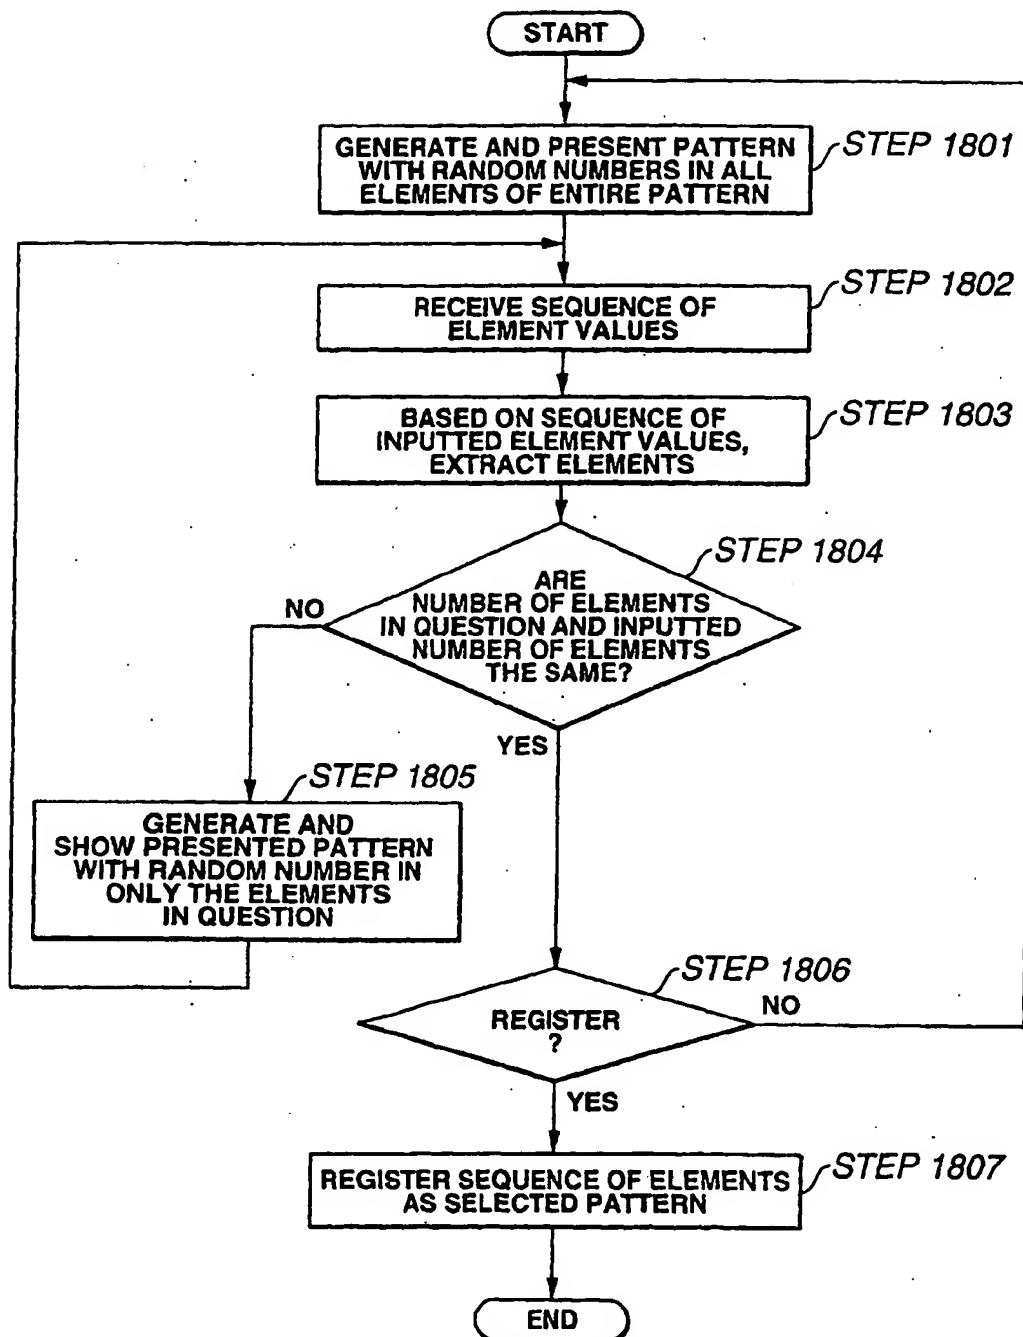 START
GENERATE AND PRESENT PATTERN
WITH RANDOM NUMBERS IN ALL
ELEMENTS OF ENTIRE PATTERN
STEP 1801
RECEIVE SEQUENCE OF
ELEMENT VALUES
STEP 1802
BASED ON SEQUENCE OF
INPUTTED ELEMENT VALUES,
EXTRACT ELEMENTS
STEP 1803
STEP 1804
ARE
NUMBER OF ELEMENTS
IN QUESTION AND INPUTTED
NUMBER OF ELEMENTS
THE SAME?
NO
YES
STEP 1805
GENERATE AND
SHOW PRESENTED PATTERN
WITH RANDOM NUMBER IN
ONLY THE ELEMENTS
IN QUESTION
STEP 1806
REGISTER
?
NO
YES
REGISTER SEQUENCE OF ELEMENTS
AS SELECTED PATTERN
STEP 1807
END